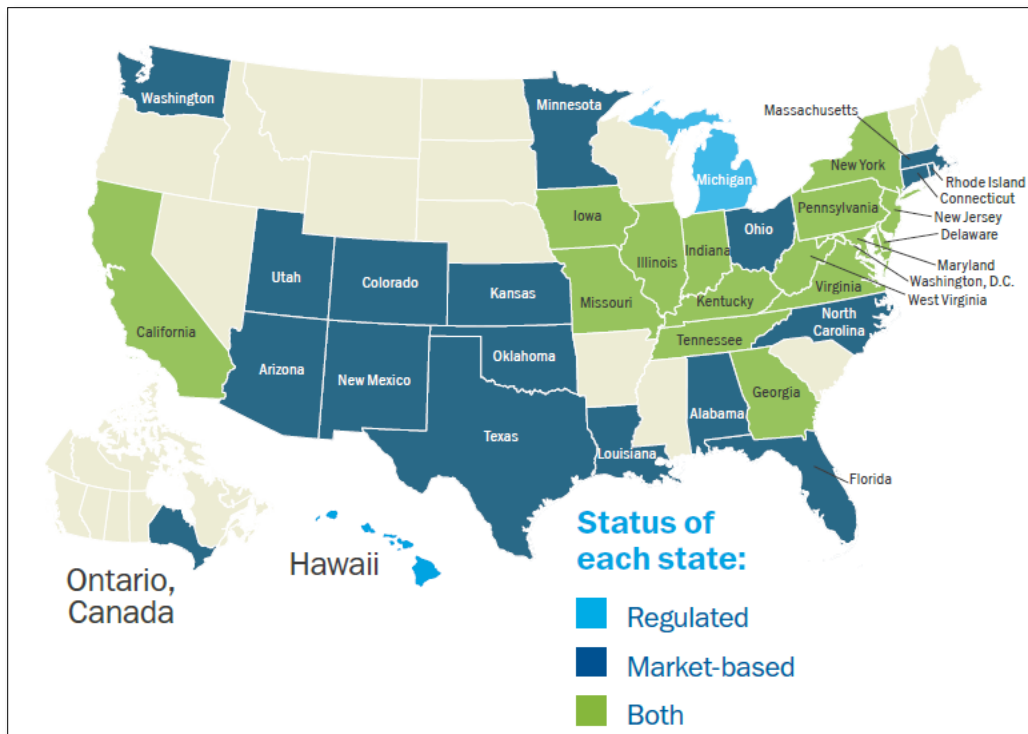 Washington
Minnesota
Massachusetts
Michigan
New York
Rhode Island
Connecticut
Iowa
Pennsylvania
New Jersey
Ohio
Delaware
Utah
Colorado
Illinois
Indiana
Maryland
Kansas
Washington, D.C.
West Virginia
Virginia
California
Missouri
Kentucky
North
Carolina
Tennessee
Arizona
New Mexico
Oklahoma
Georgia
Alabama
Texas
Louisiana
Florida
Status of
each state:
Hawaii
Ontario,
Canada
Regulated
Market-based
Both